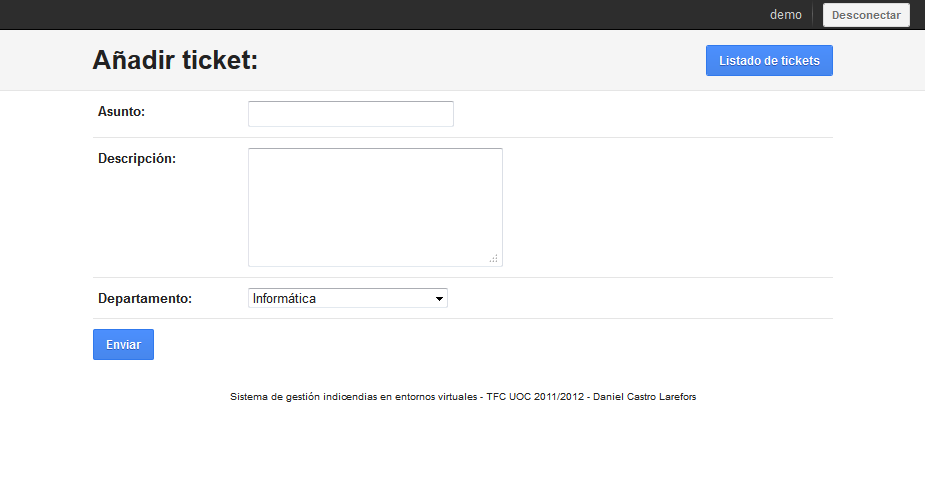 demo
Desconectar
Añadir ticket:
Listado de tickets
Asunto:
Descripción:
Departamento:
Informática
Enviar
Sistema de gestión indicendias en entornos virtuales - TFC UOC 2011/2012 - Daniel Castro Larefors